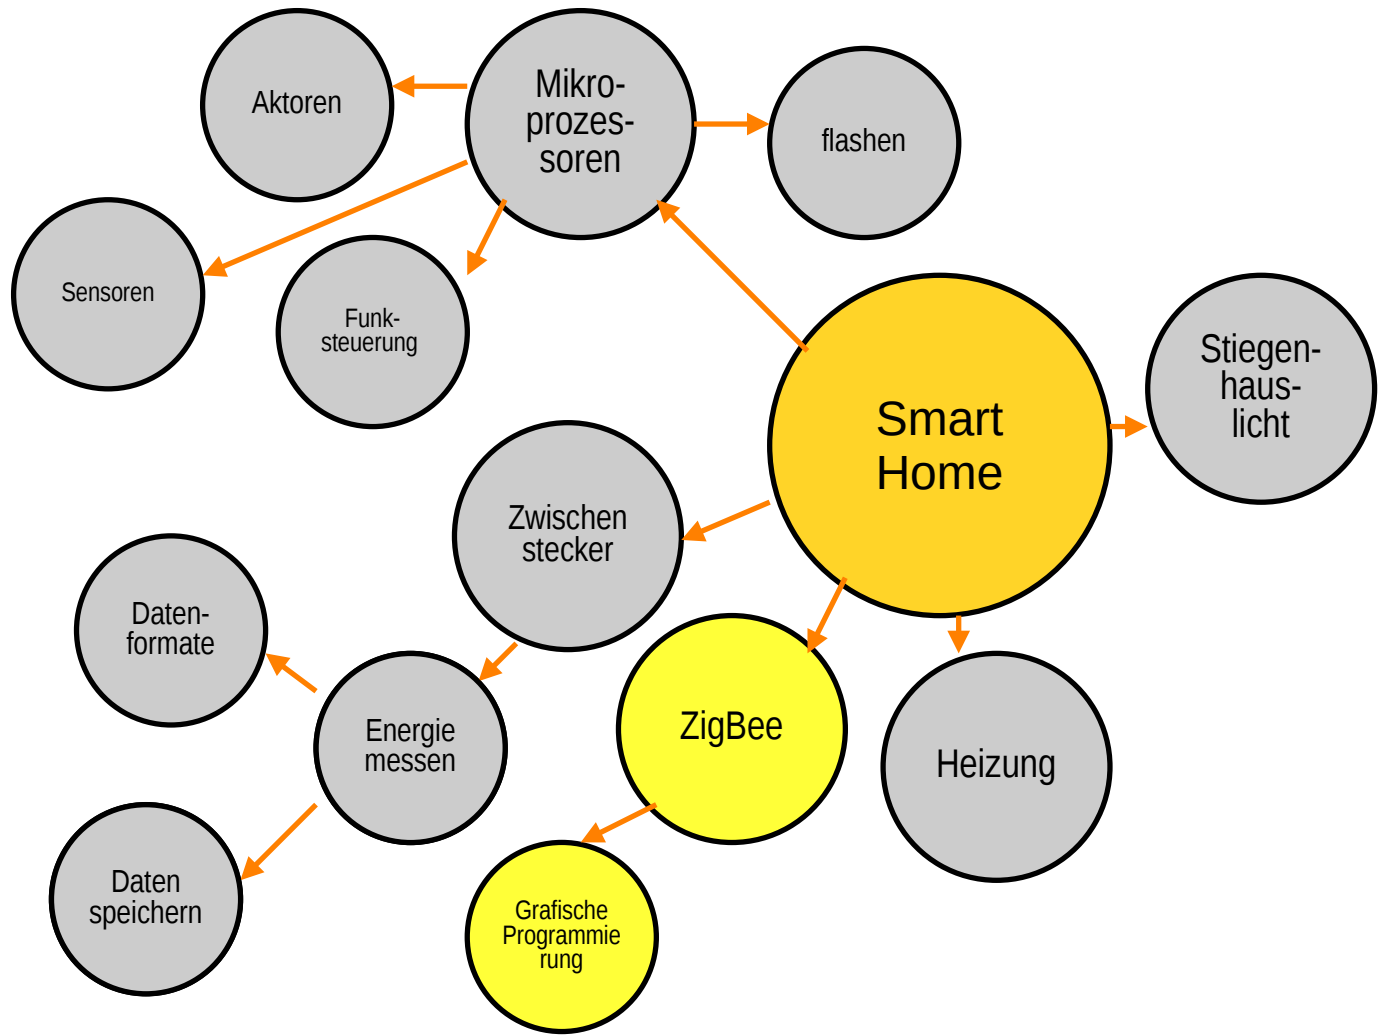 Mikro-
prozes-
soren
Aktoren
flashen
Sensoren
Funk-
steuerung
Smart
Home
Stiegen-
haus-
licht
Zwischen
stecker
Daten-
formate
Energie
messen
ZigBee
Heizung
Daten
speichern
Grafische
Programmie
rung